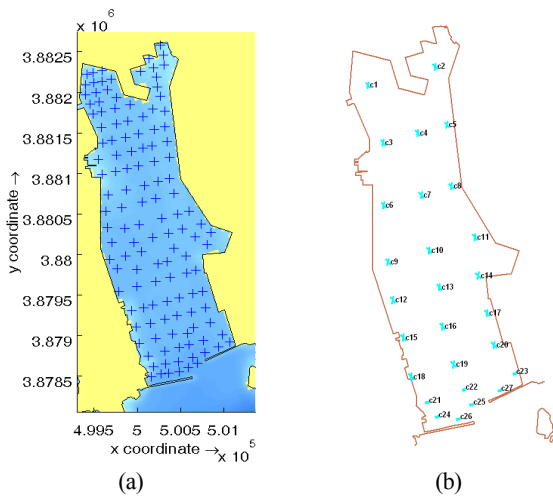 x 10^6
3.8825
3.882
3.8815
3.881
3.8805
3.88
3.8795
3.879
3.8785
y coordinate →
4.995 5 5.005 5.01
x coordinate → x 10^5
(a)
c1
c2
c3
c4
c5
c6
c7
c8
c9
c10
c11
c12
c13
c14
c15
c16
c17
c18
c19
c20
c21
c22
c23
c24
c25
c26
c27
(b)